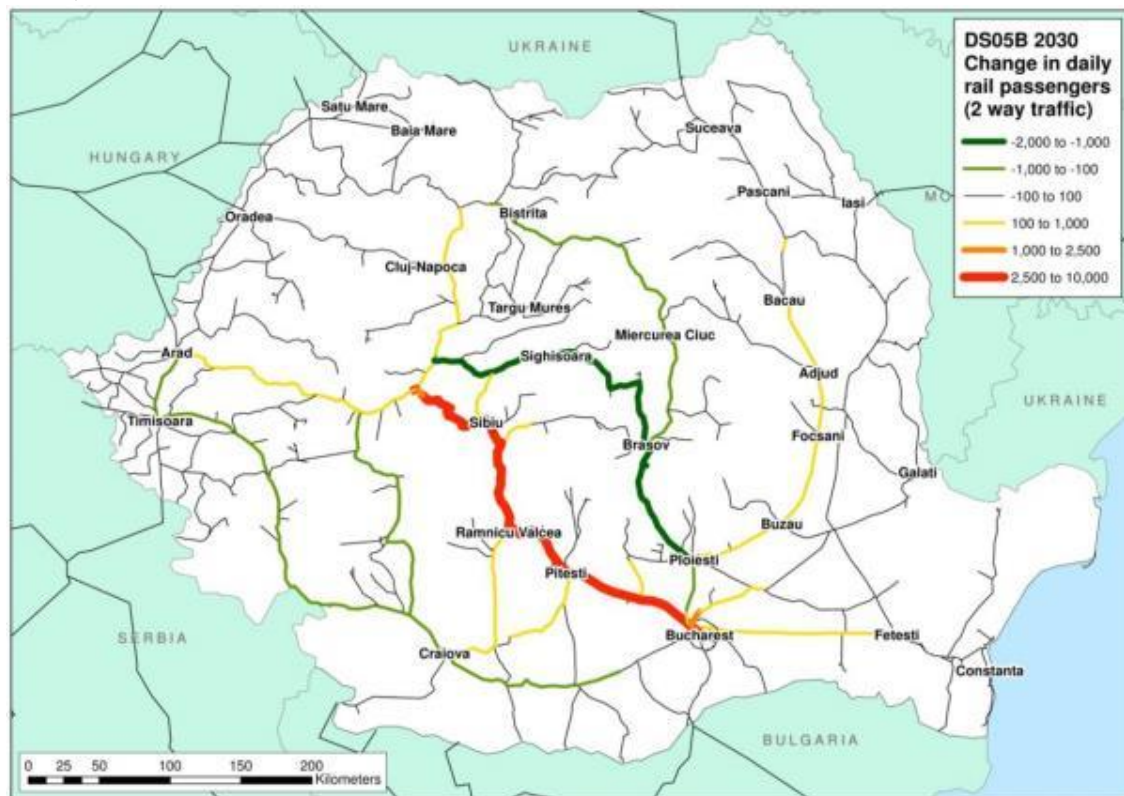 UKRAINE
DS05B 2030
Change in daily
rail passengers
(2 way traffic)
-2,000 to -1,000
-1,000 to -100
-100 to 100
100 to 1,000
1,000 to 2,500
2,500 to 10,000
Satu Mare
Baia Mare
Suceava
HUNGARY
Pascani
Iasi
MO
Oradea
Bistrita
Cluj-Napoca
Targu Mures
Bacau
Miercurea Ciuc
Arad
Sighisoara
Adjud
UKRAINE
Timisoara
Sibiu
Brasov
Focsani
Galati
Ramnicu Valcea
Buzau
Pitesti
Ploiesti
SERBIA
Craiova
Bucharest
Fetesti
Constanta
BULGARIA
0 25 50 100 150 200
Kilometers